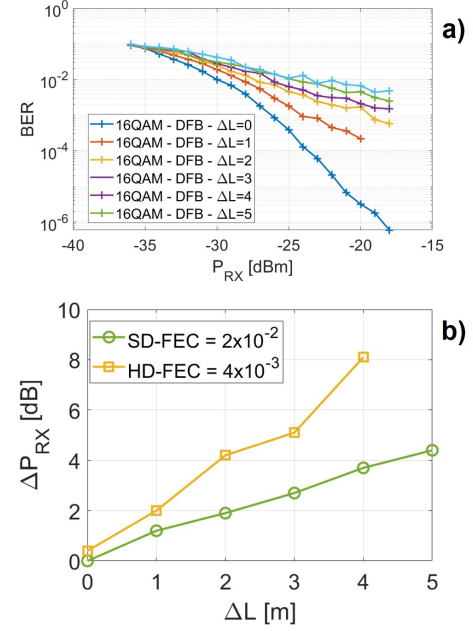 a)
10^0
10^-2
10^-4
10^-6
BER
16QAM - DFB - ΔL=0
16QAM - DFB - ΔL=1
16QAM - DFB - ΔL=2
16QAM - DFB - ΔL=3
16QAM - DFB - ΔL=4
16QAM - DFB - ΔL=5
-40 -35 -30 -25 -20 -15
P_RX [dBm]
b)
10
8
6
4
2
0
ΔP_RX [dB]
SD-FEC = 2x10^-2
HD-FEC = 4x10^-3
0 1 2 3 4 5
ΔL [m]